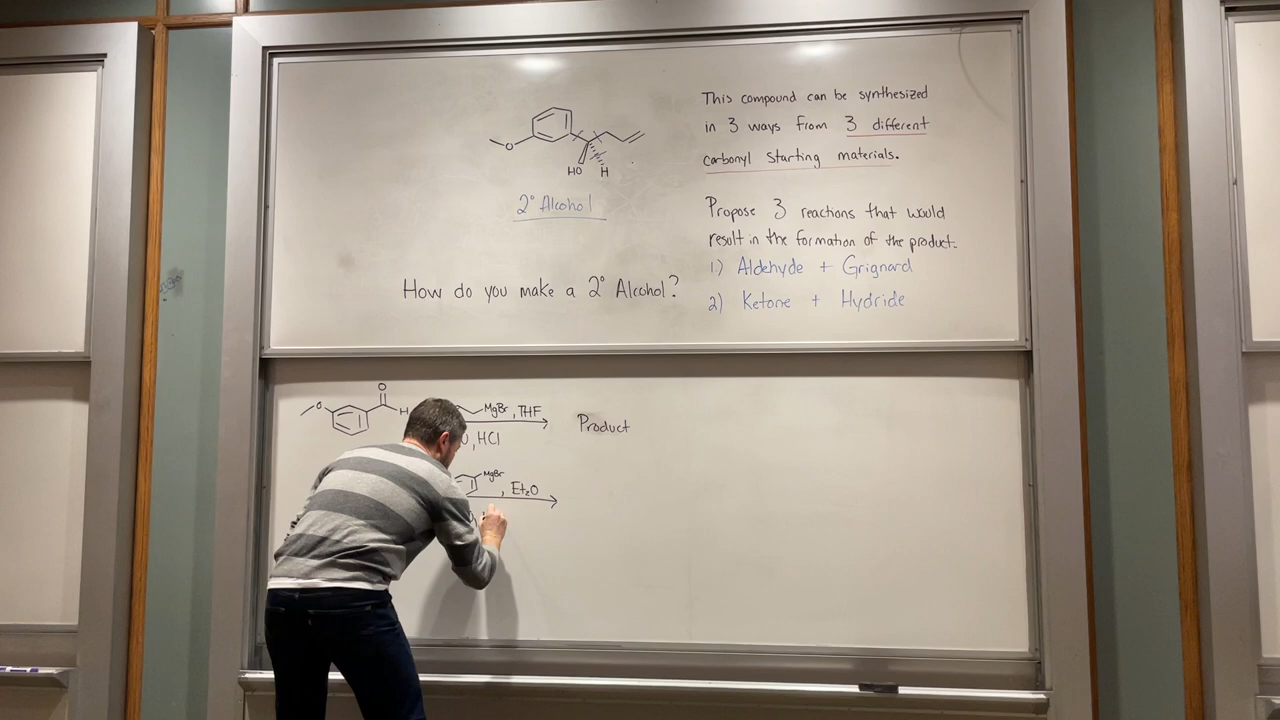 This compound can be synthesized
in 3 ways from 3 different
carbonyl starting materials.
O
HO
H
2° Alcohol
Propose 3 reactions that would
result in the formation of the product.
1.) Aldehyde + Grignard
2) Ketone + Hydride
How do you make a 2° Alcohol?
O
O
H
MgBr, THF
, HCl
Product
MgBr
, Et₂O